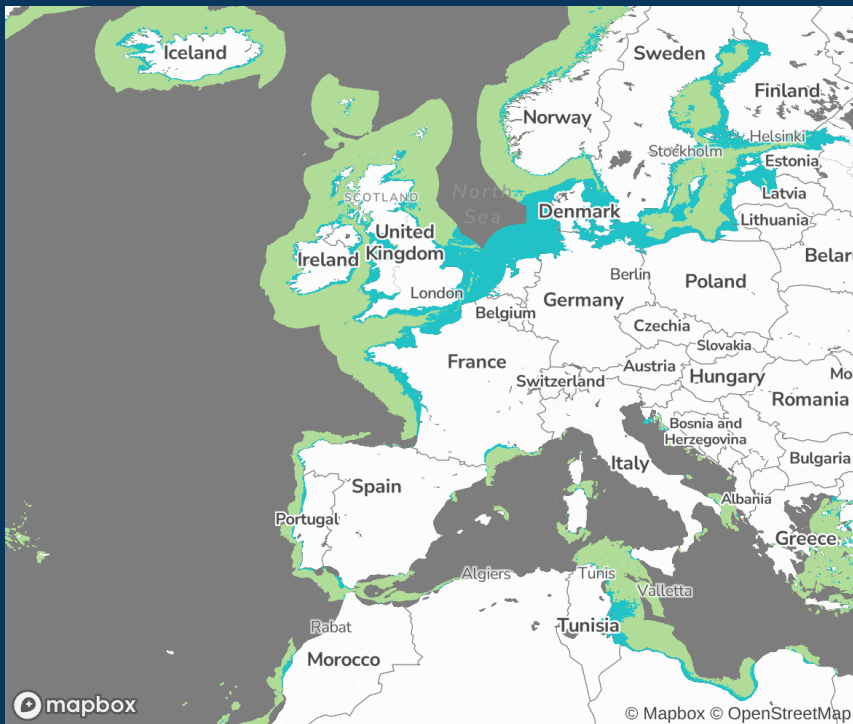 Iceland
Sweden
Finland
Norway
Helsinki
Stockholm
Estonia
North
Sea
SCOTLAND
Latvia
Denmark
Lithuania
United
Kingdom
Ireland
Belar
Berlin
Poland
London
Germany
Belgium
Czechia
Slovakia
France
Austria
Switzerland
Hungary
Mo
Romania
Bosnia and
Herzegovina
Italy
Bulgaria
Spain
Albania
Portugal
Greece
Algiers
Tunis
Valletta
Rabat
Tunisia
Morocco
mapbox
© Mapbox © OpenStreetMap